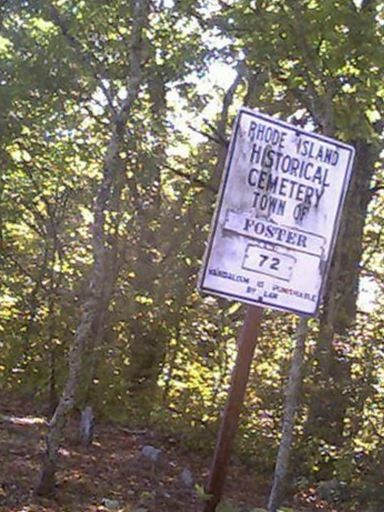 RHODE ISLAND
HISTORICAL
CEMETERY
TOWN OF
FOSTER
72
VANDALISM IS PUNISHABLE
BY LAW